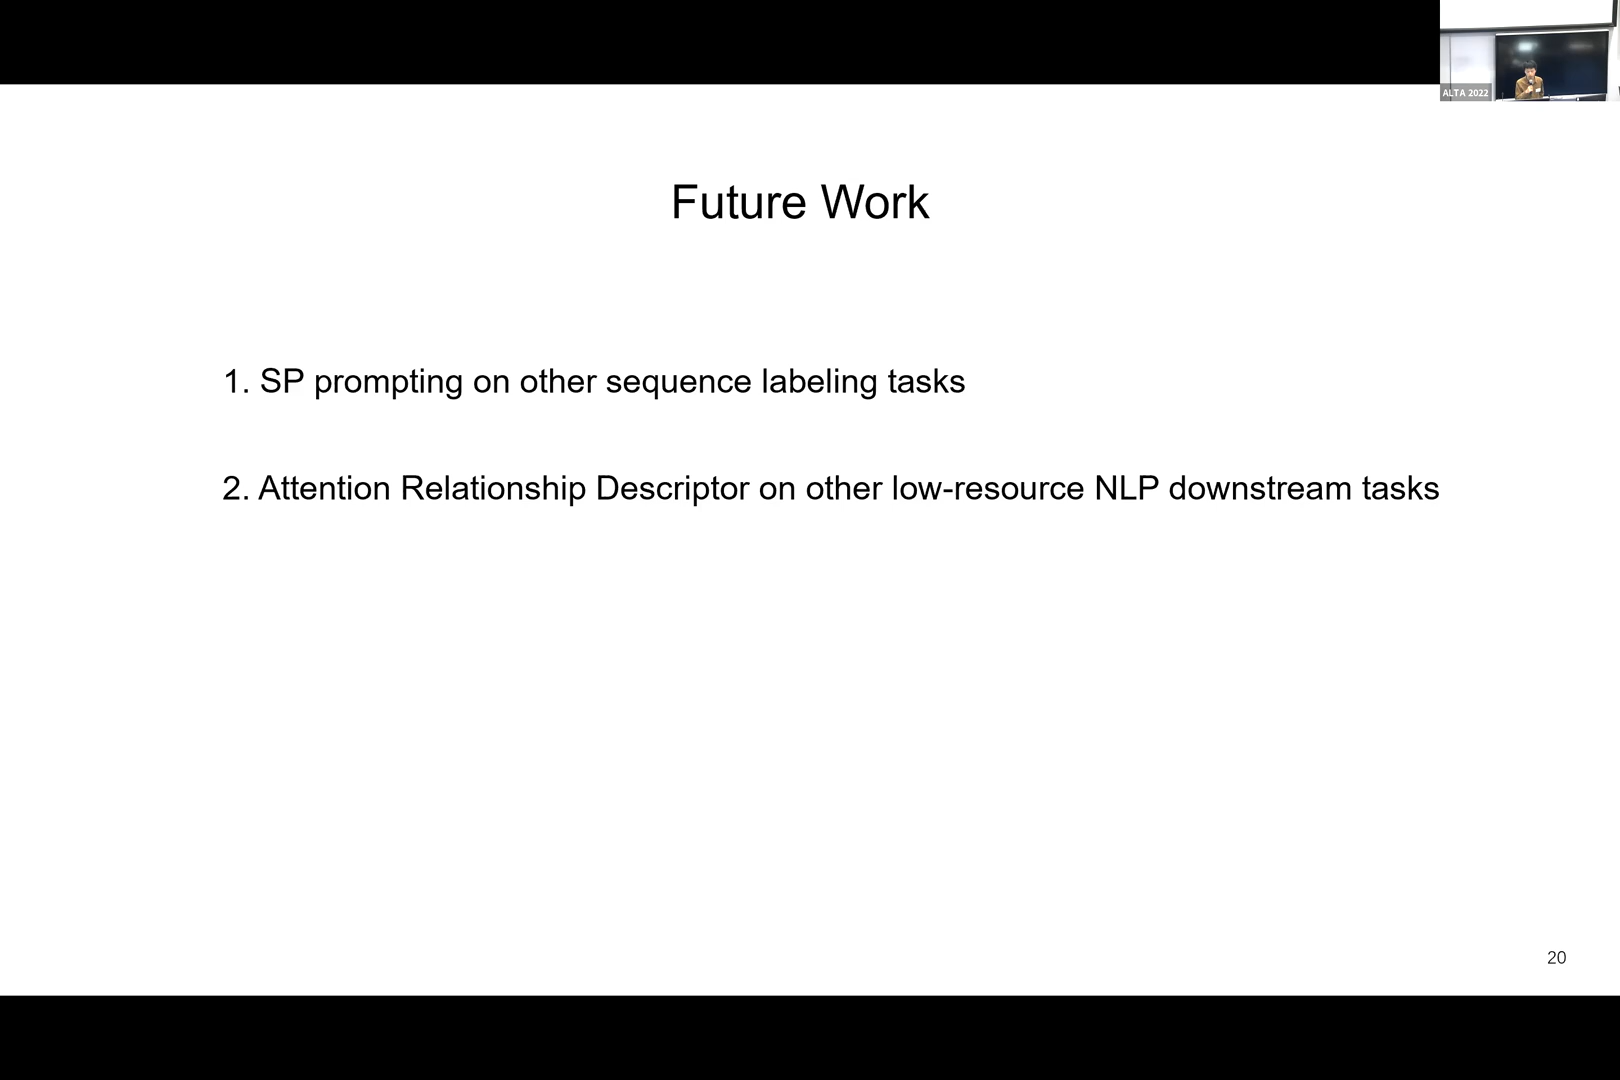 ALTA 2022
Future Work
1. SP prompting on other sequence labeling tasks
2. Attention Relationship Descriptor on other low-resource NLP downstream tasks
20